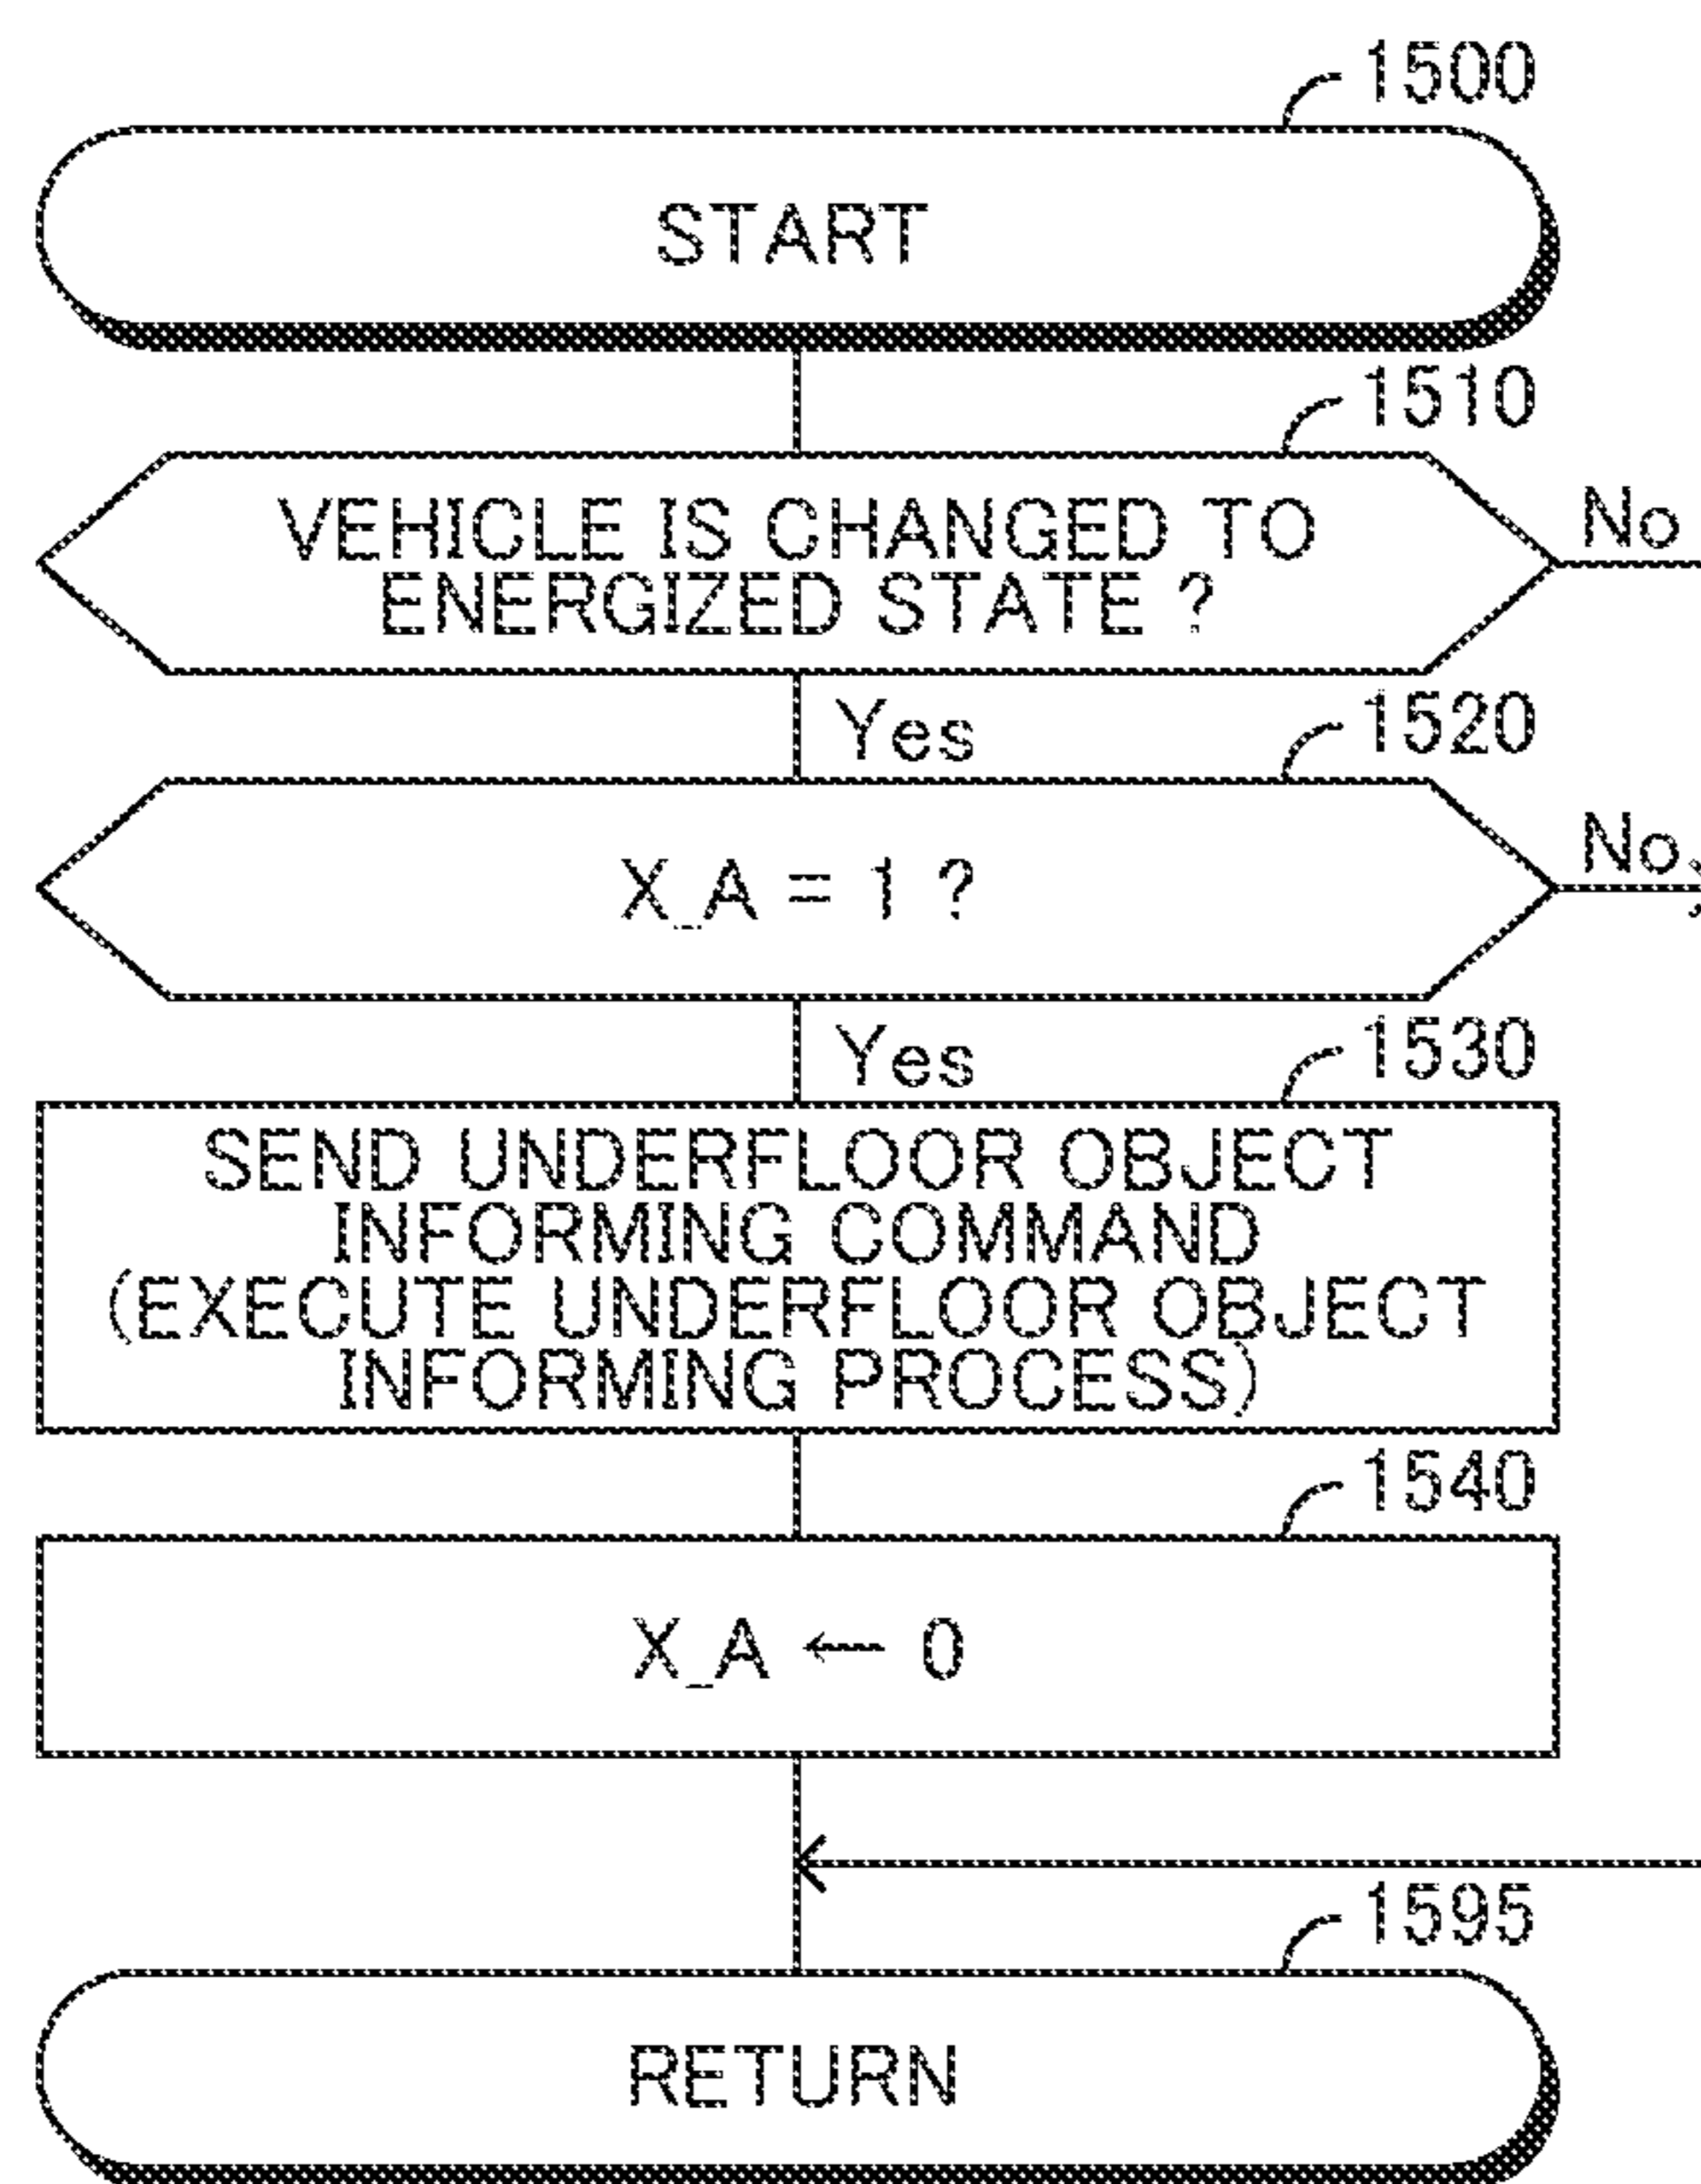 1500
START
1510
VEHICLE IS CHANGED TO
ENERGIZED STATE ?
No
Yes
1520
X_A = 1 ?
No
Yes
1530
SEND UNDERFLOOR OBJECT
INFORMING COMMAND
(EXECUTE UNDERFLOOR OBJECT
INFORMING PROCESS)
1540
X_A ← 0
1595
RETURN